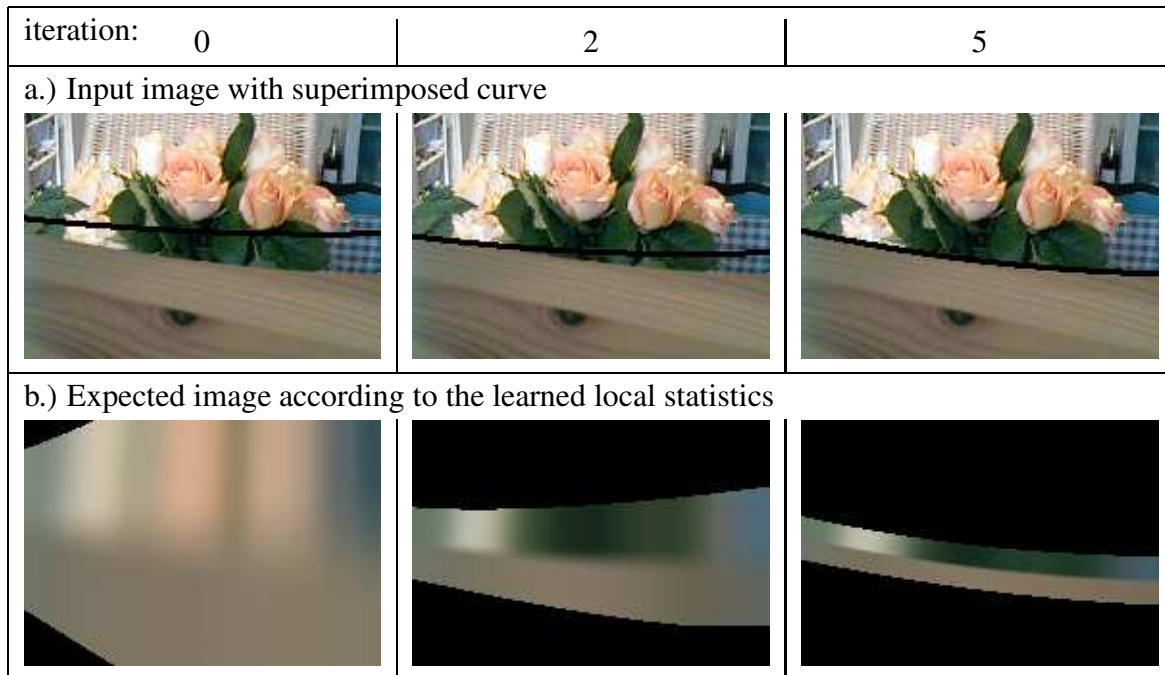 iteration: 0 2 5
a.) Input image with superimposed curve
b.) Expected image according to the learned local statistics